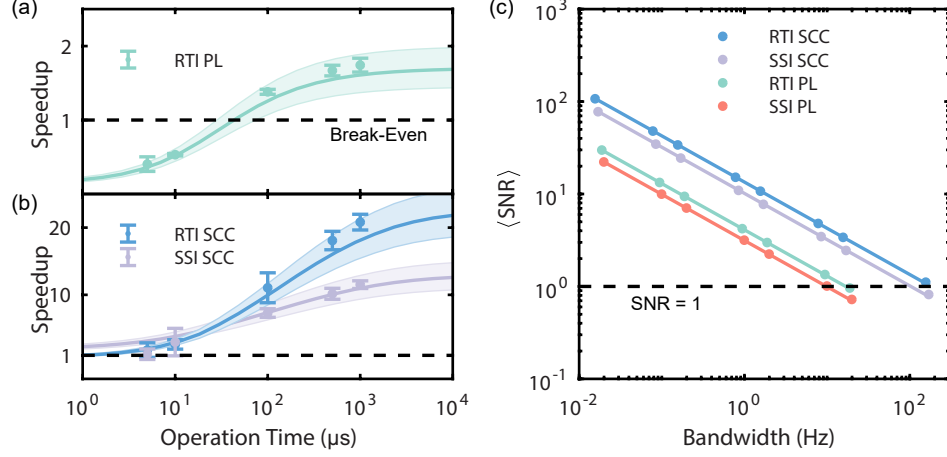 (a)
2
1
Speedup
RTI PL
Break-Even
(b)
20
10
1
Speedup
RTI SCC
SSI SCC
10⁰ 10¹ 10² 10³ 10⁴
Operation Time (μs)
(c)
10³
10²
10¹
10⁰
10⁻¹
⟨SNR⟩
RTI SCC
SSI SCC
RTI PL
SSI PL
SNR = 1
10⁻² 10⁰ 10²
Bandwidth (Hz)